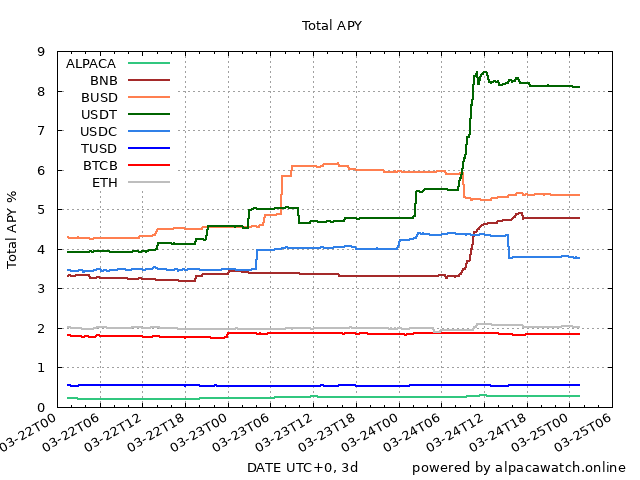 Total APY
9
8
7
6
5
4
3
2
1
0
Total APY %
ALPACA
BNB
BUSD
USDT
USDC
TUSD
BTCB
ETH
03-22T00
03-22T06
03-22T12
03-22T18
03-23T00
03-23T06
03-23T12
03-23T18
03-24T00
03-24T06
03-24T12
03-24T18
03-25T00
03-25T06
DATE UTC+0, 3d
powered by alpacawatch.online